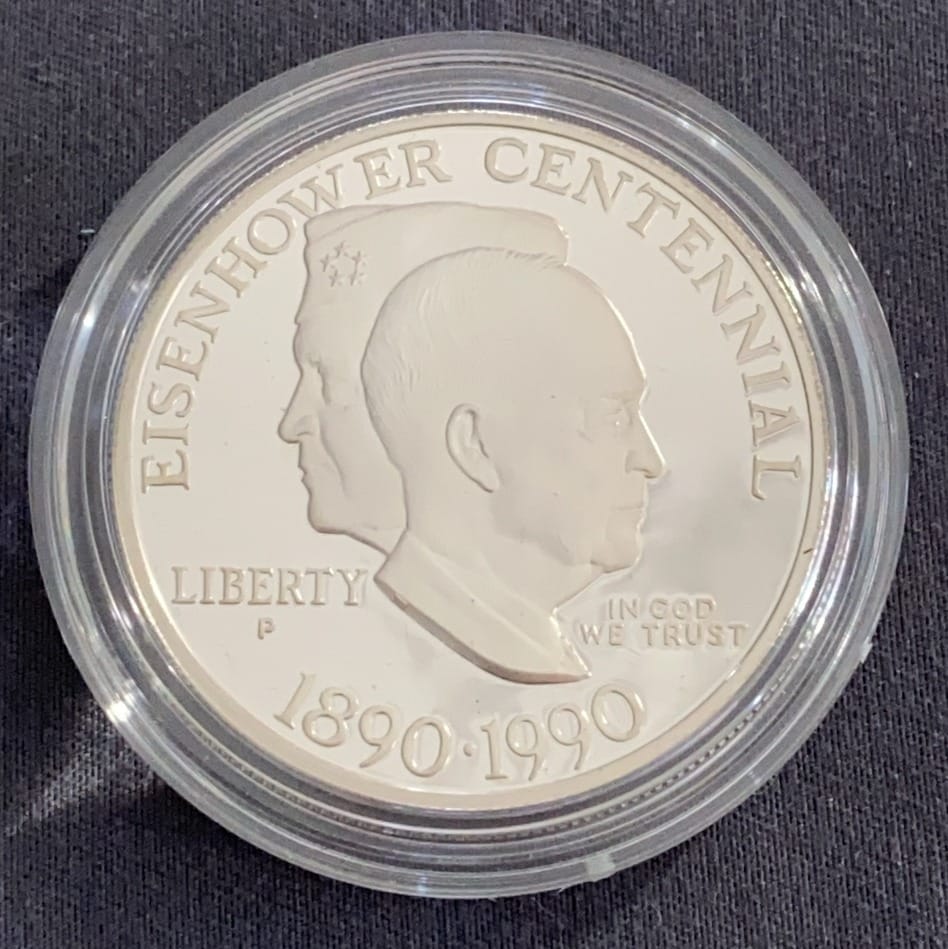 EISENHOWER CENTENNIAL
LIBERTY
P
IN GOD
WE TRUST
1890·1990